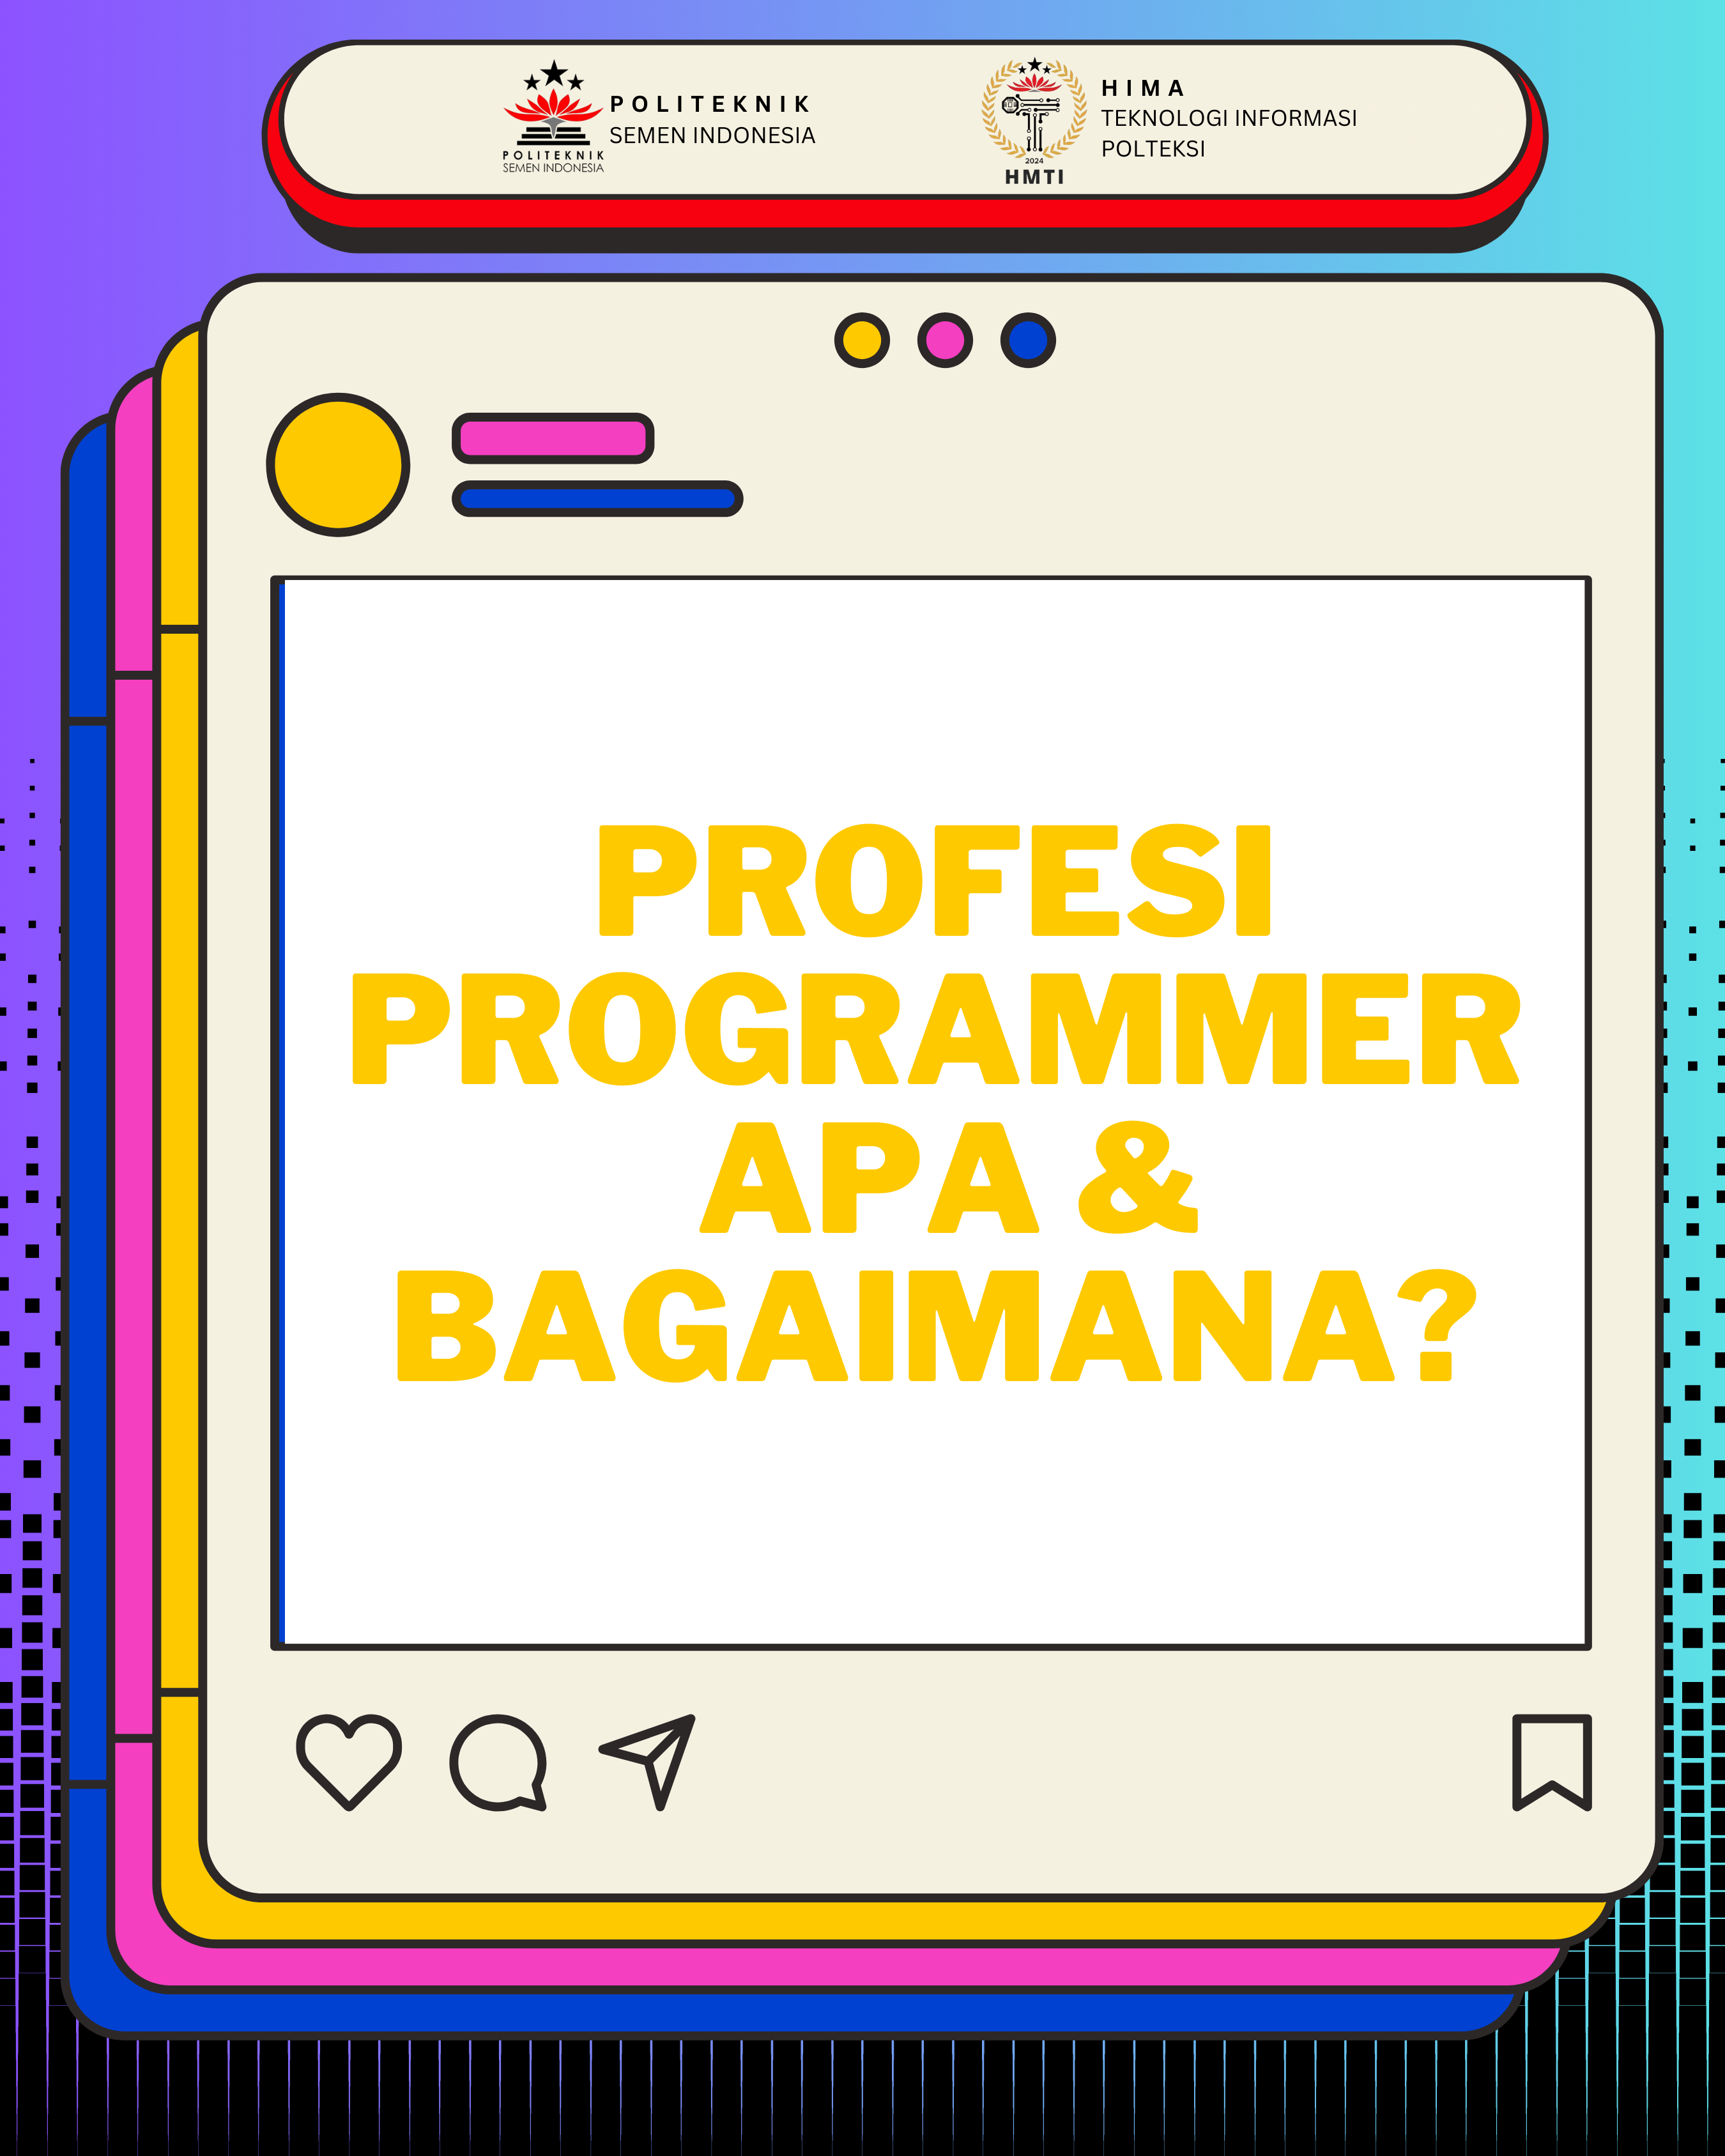 POLITEKNIK
SEMEN INDONESIA
POLITEKNIK
SEMEN INDONESIA
2024
HMTI
HIMA
TEKNOLOGI INFORMASI
POLTEKSI
PROFESI
PROGRAMMER
APA &
BAGAIMANA?